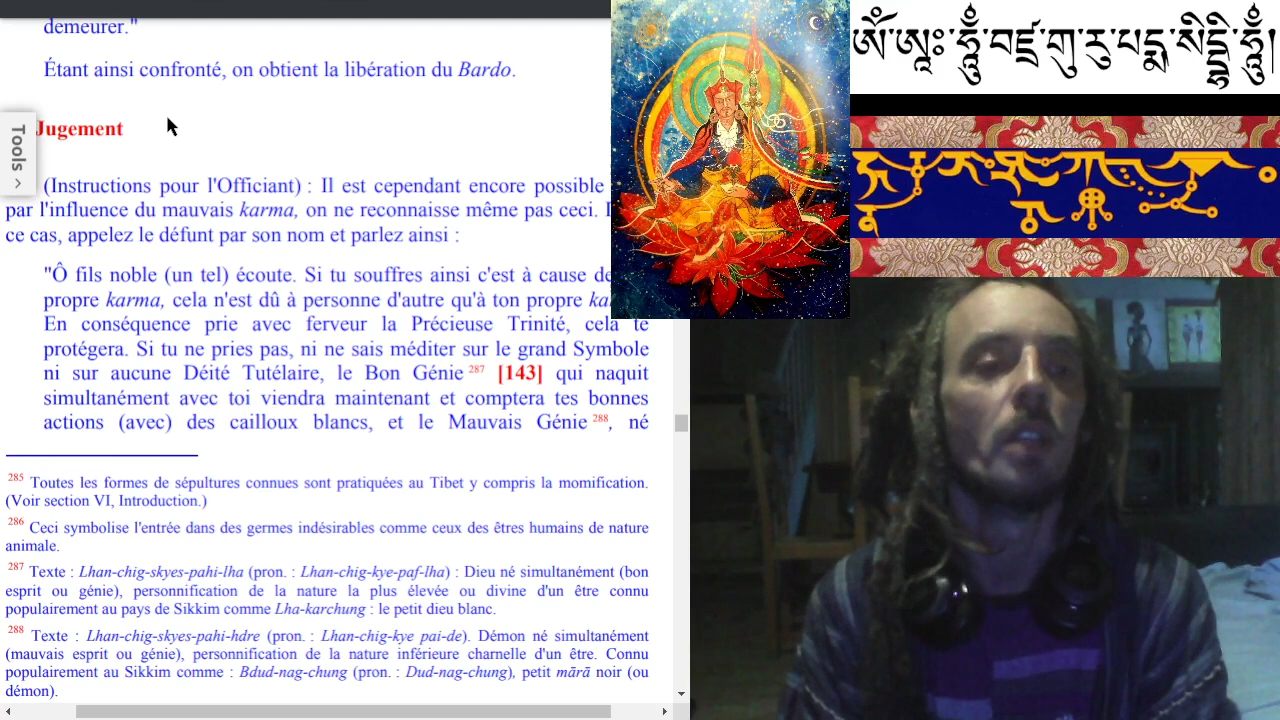 demeurer."
Étant ainsi confronté, on obtient la libération du Bardo.
Jugement
(Instructions pour l'Officiant) : Il est cependant encore possible
par l'influence du mauvais karma, on ne reconnaisse même pas ceci.
ce cas, appelez le défunt par son nom et parlez ainsi :
"Ô fils noble (un tel) écoute. Si tu souffres ainsi c'est à cause de
propre karma, cela n'est dû à personne d'autre qu'à ton propre
En conséquence prie avec ferveur la Précieuse Trinité, cela te
protégera. Si tu ne pries pas, ni ne sais méditer sur le grand Symbole
ni sur aucune Déité Tutélaire, le Bon Génie 287 [143] qui naquit
simultanément avec toi viendra maintenant et comptera tes bonnes
actions (avec) des cailloux blancs, et le Mauvais Génie 288, né
285 Toutes les formes de sépultures connues sont pratiquées au Tibet y compris la momification.
(Voir section VI, Introduction.)
286 Ceci symbolise l'entrée dans des germes indésirables comme ceux des êtres humains de nature
animale.
287 Texte : Lhan-chig-skyes-pahi-lha (pron. : Lhan-chig-kye-paf-lha) : Dieu né simultanément (bon
esprit ou génie), personnification de la nature la plus élevée ou divine d'un être connu
populairement au pays de Sikkim comme Lha-karchung : le petit dieu blanc.
288 Texte : Lhan-chig-skyes-pahi-hdre (pron. : Lhan-chig-kye pai-de). Démon né simultanément
(mauvais esprit ou génie), personnification de la nature inférieure charnelle d'un être. Connu
populairement au Sikkim comme : Bdud-nag-chung (pron. : Dud-nag-chung), petit mārā noir (ou
démon).
Tools >
ༀ་ཨཱཿ་ཧཱུྃ་བཛྲ་གུ་རུ་པདྨ་སིདྡྷི་ཧཱུྃ།